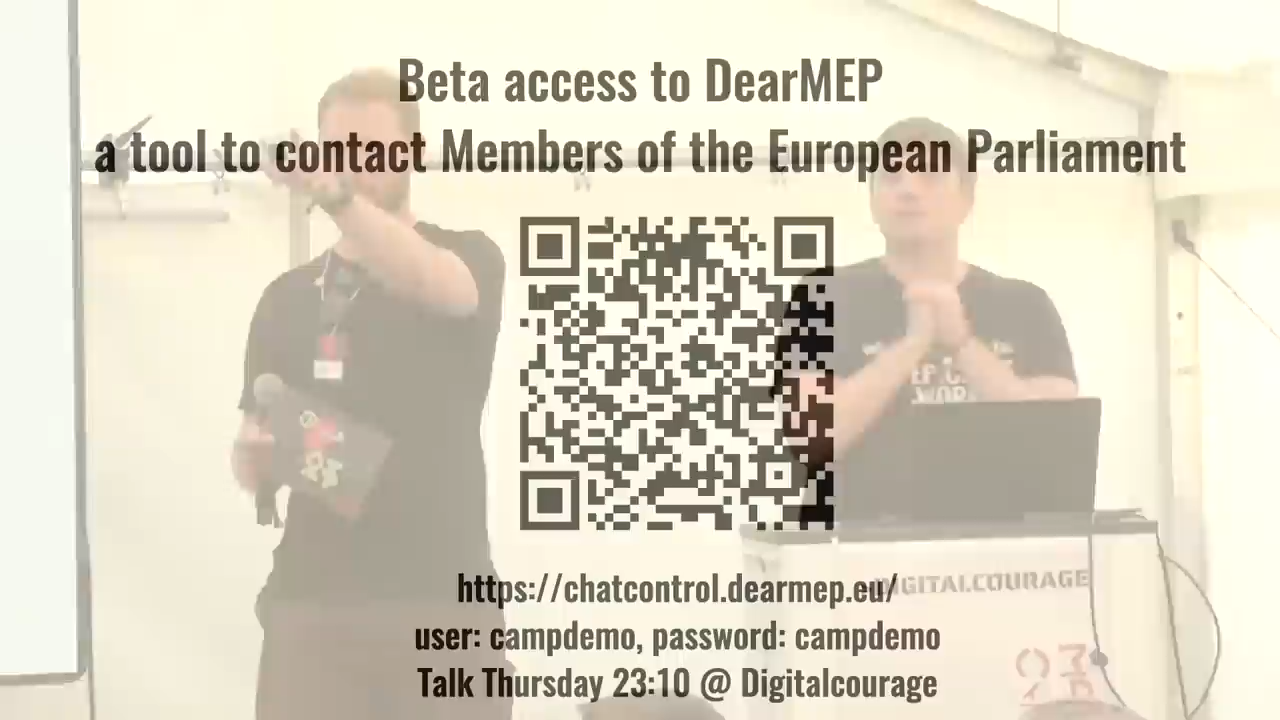 Beta access to DearMEP
a tool to contact Members of the European Parliament
https://chatcontrol.dearmep.eu/
user: campdemo, password: campdemo
Talk Thursday 23:10 @ Digitalcourage
DIGITALCOURAGE